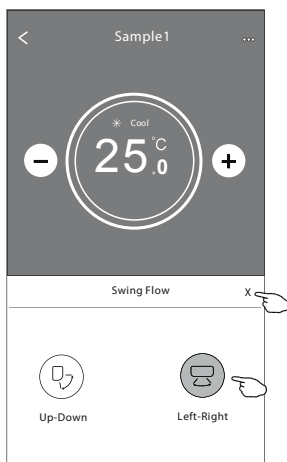 < Sample1 ...
Cool
25.0 °C
− +
Swing Flow X
Up-Down Left-Right